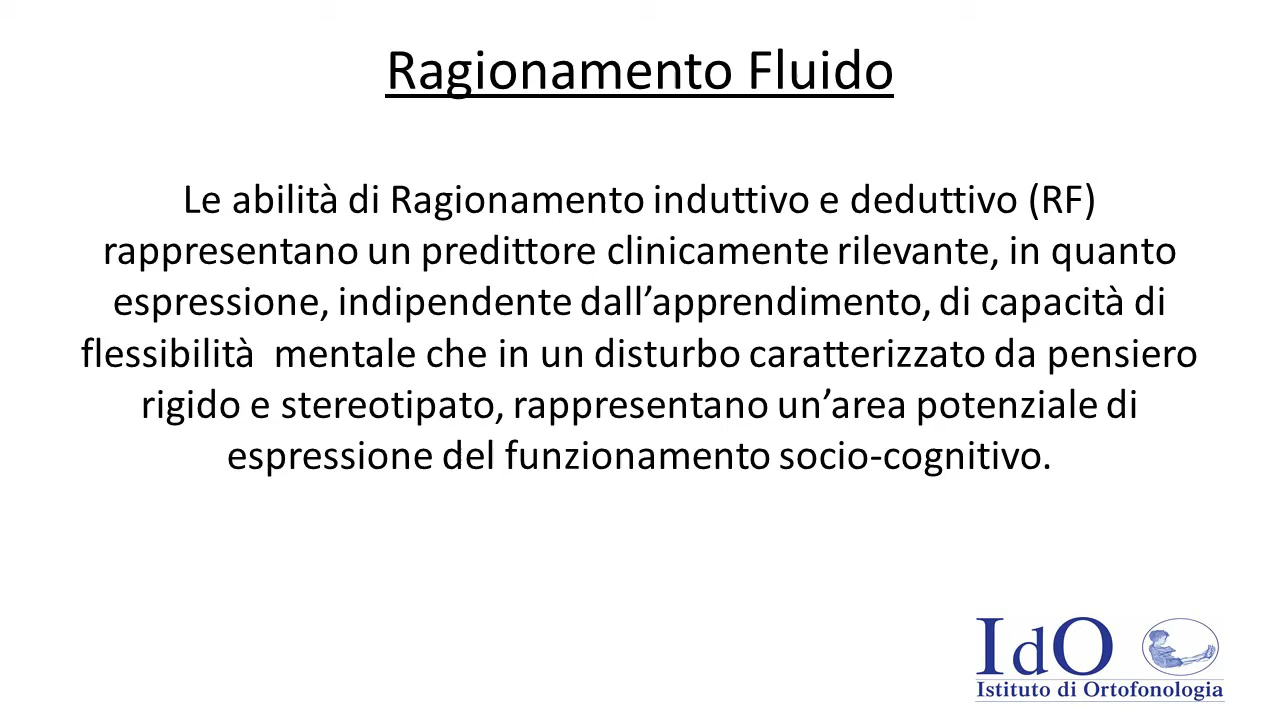 Ragionamento Fluido
Le abilità di Ragionamento induttivo e deduttivo (RF)
rappresentano un predittore clinicamente rilevante, in quanto
espressione, indipendente dall’apprendimento, di capacità di
flessibilità  mentale che in un disturbo caratterizzato da pensiero
rigido e stereotipato, rappresentano un’area potenziale di
espressione del funzionamento socio-cognitivo.
IdO
Istituto di Ortofonologia